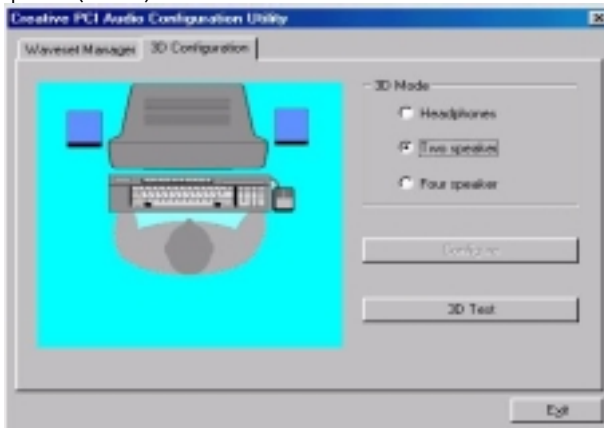 Creative PCI Audio Configuration Utility
Waveset Manager 3D Configuration
3D Mode
Headphones
Two speaker
Four speaker
Configure
3D Test
Exit